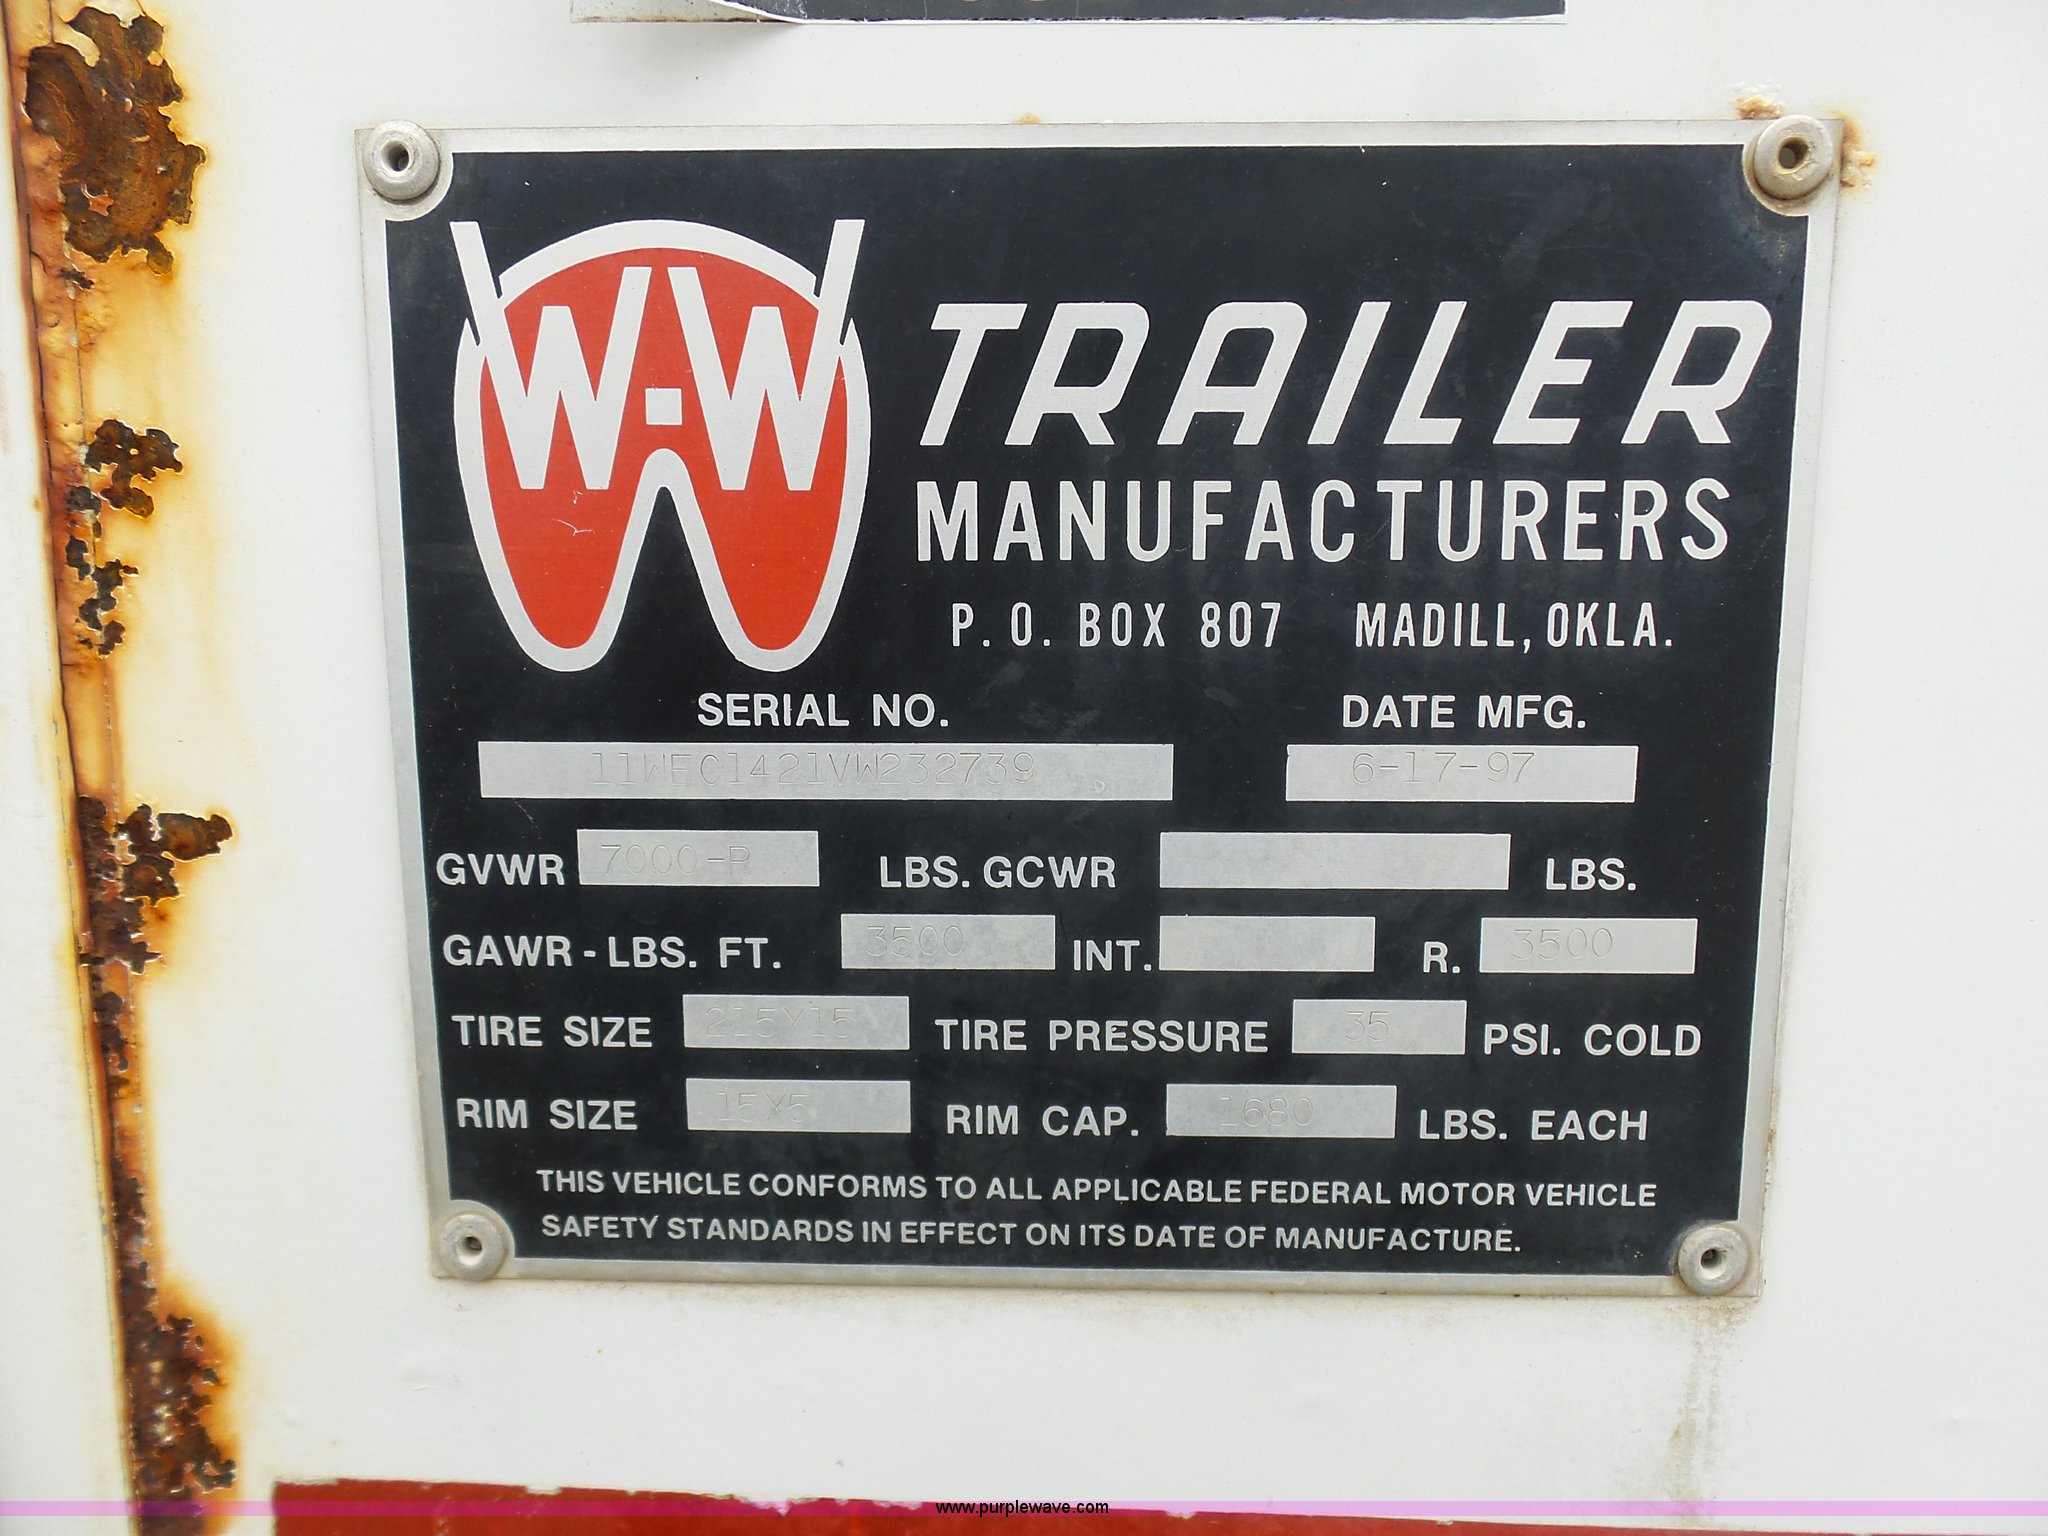 W-W TRAILER
MANUFACTURERS
P. O. BOX 807 MADILL, OKLA.
SERIAL NO. DATE MFG.
11WEC1421VW232739 6-17-97
GVWR 7000-R LBS. GCWR LBS.
GAWR - LBS. FT. 3500 INT. R. 3500
TIRE SIZE 215X15 TIRE PRESSURE 35 PSI. COLD
RIM SIZE 15X5 RIM CAP. 1680 LBS. EACH
THIS VEHICLE CONFORMS TO ALL APPLICABLE FEDERAL MOTOR VEHICLE
SAFETY STANDARDS IN EFFECT ON ITS DATE OF MANUFACTURE.
www.purplewave.com